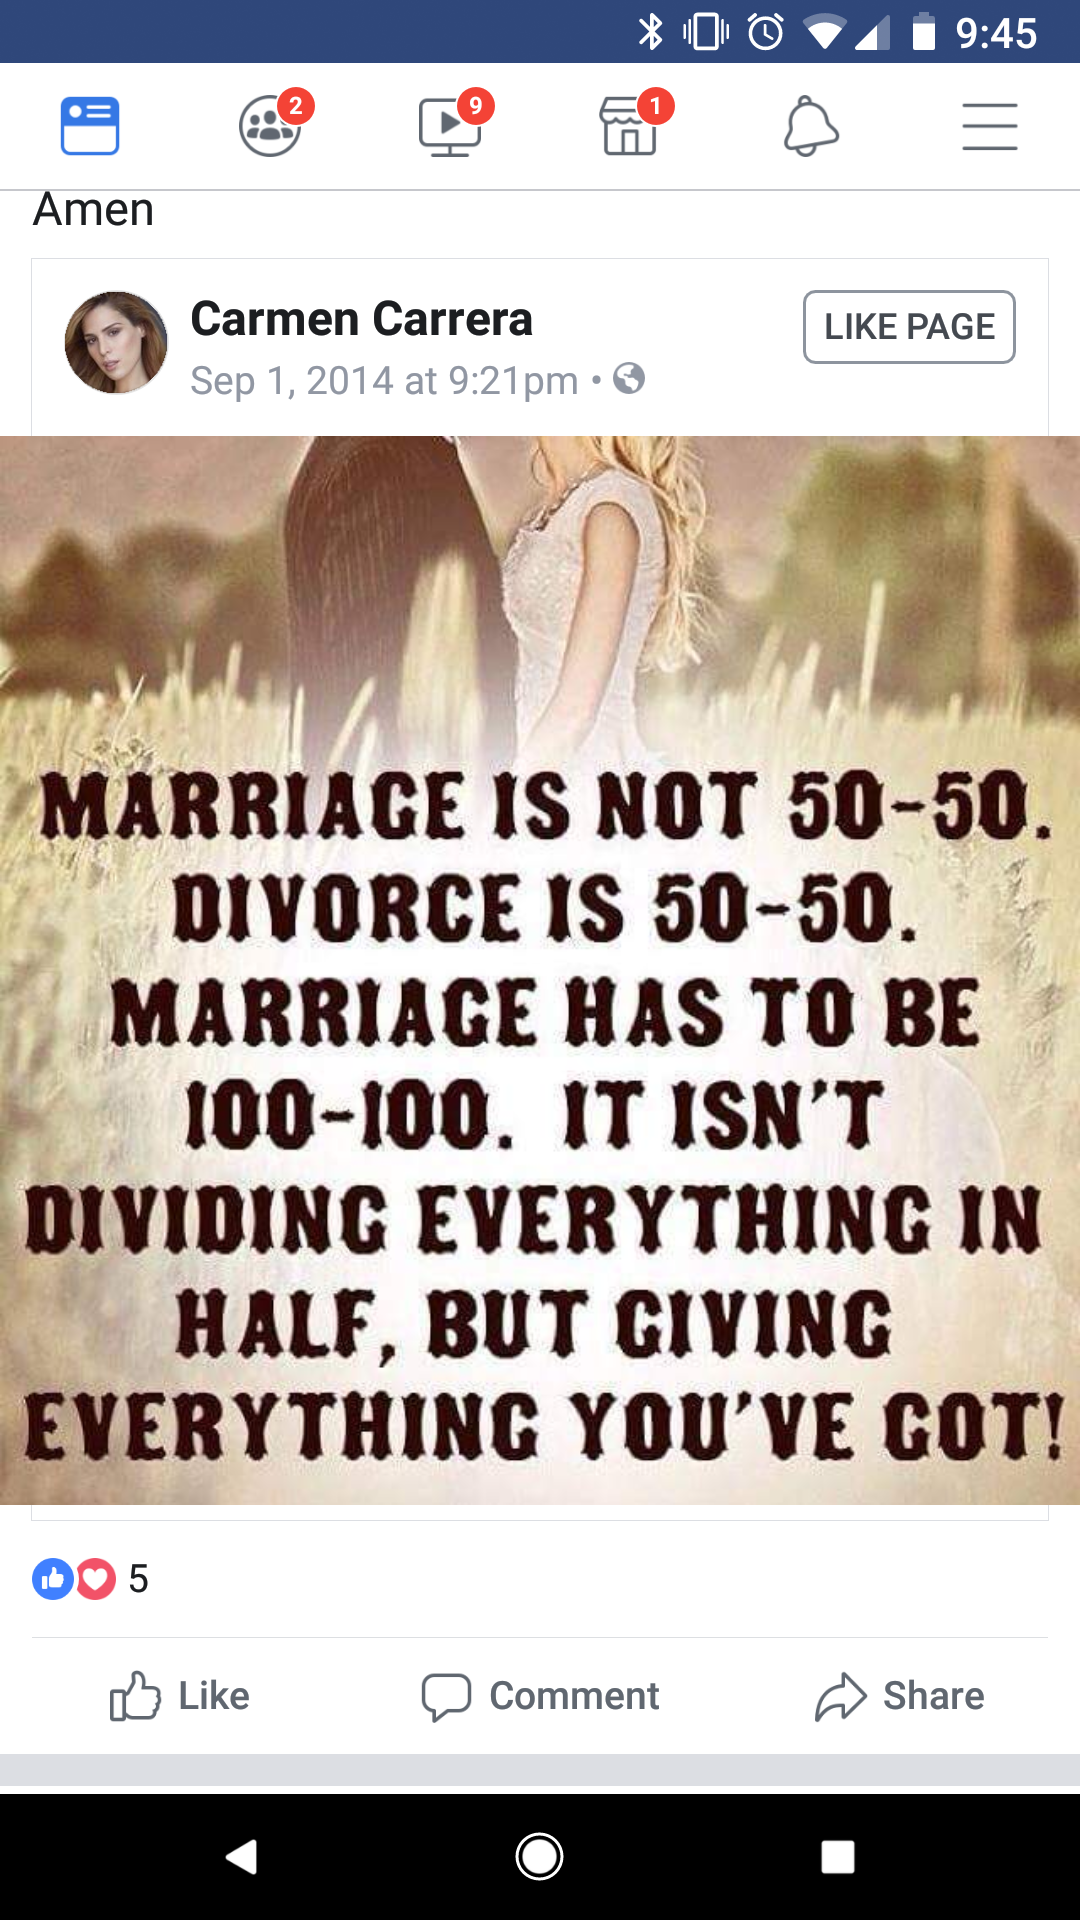 9:45
2
9
1
Amen
Carmen Carrera
LIKE PAGE
Sep 1, 2014 at 9:21pm •
MARRIAGE IS NOT 50-50.
DIVORCE IS 50-50.
MARRIAGE HAS TO BE
100-100. IT ISN'T
DIVIDING EVERYTHING IN
HALF, BUT GIVING
EVERYTHING YOU'VE GOT!
5
Like
Comment
Share